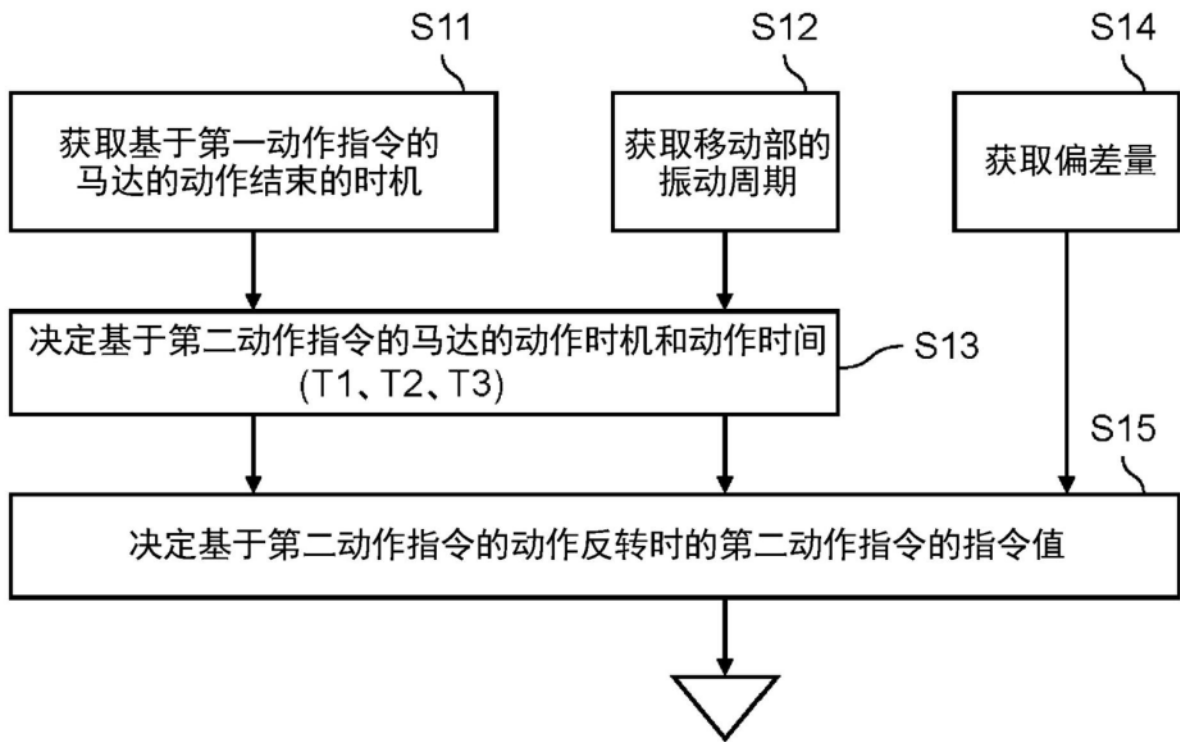 S11
S12
S14
获取基于第一动作指令的
马达的动作结束的时机
获取移动部的
振动周期
获取偏差量
决定基于第二动作指令的马达的动作时机和动作时间
(T1、T2、T3)
S13
S15
决定基于第二动作指令的动作反转时的第二动作指令的指令值